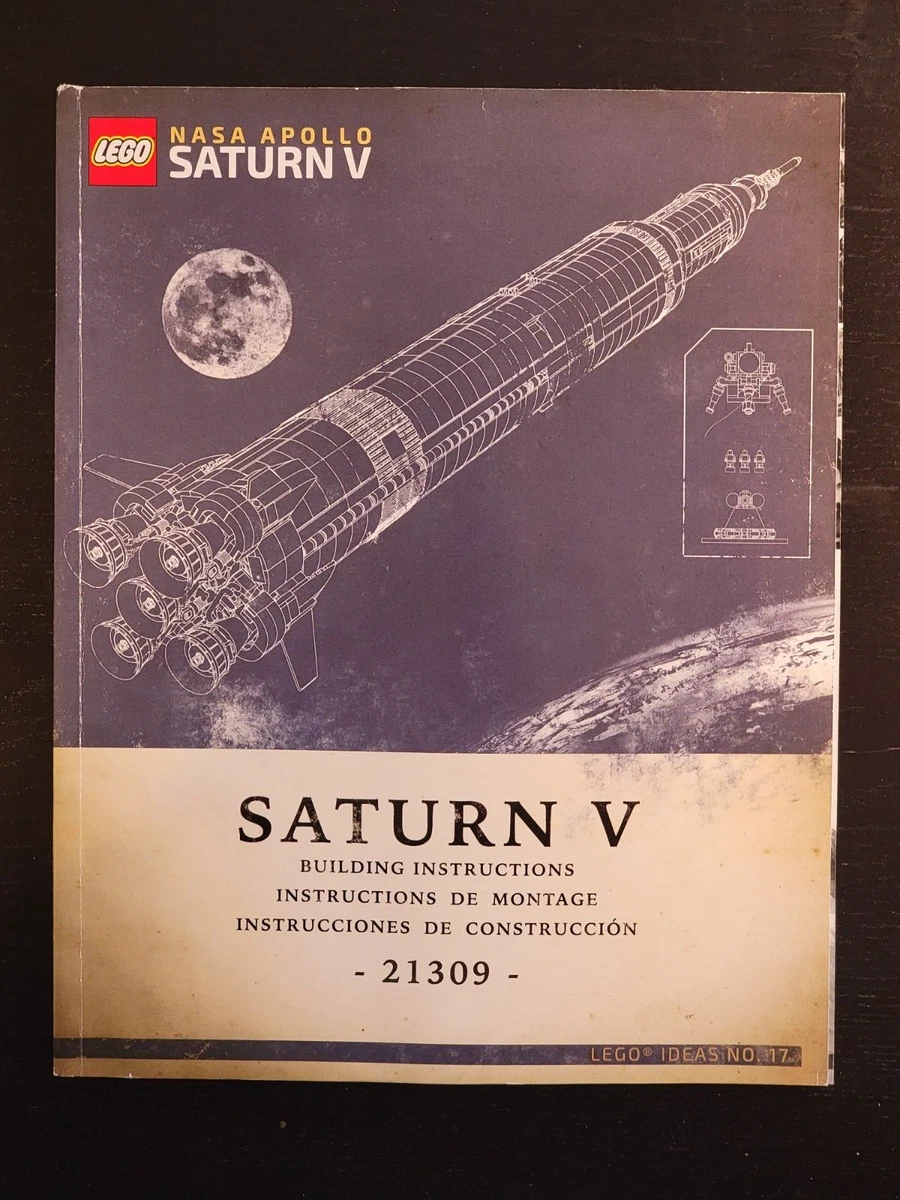 LEGO
NASA APOLLO
SATURN V
SATURN V
BUILDING INSTRUCTIONS
INSTRUCTIONS DE MONTAGE
INSTRUCCIONES DE CONSTRUCCIÓN
- 21309 -
LEGO® IDEAS NO. 17